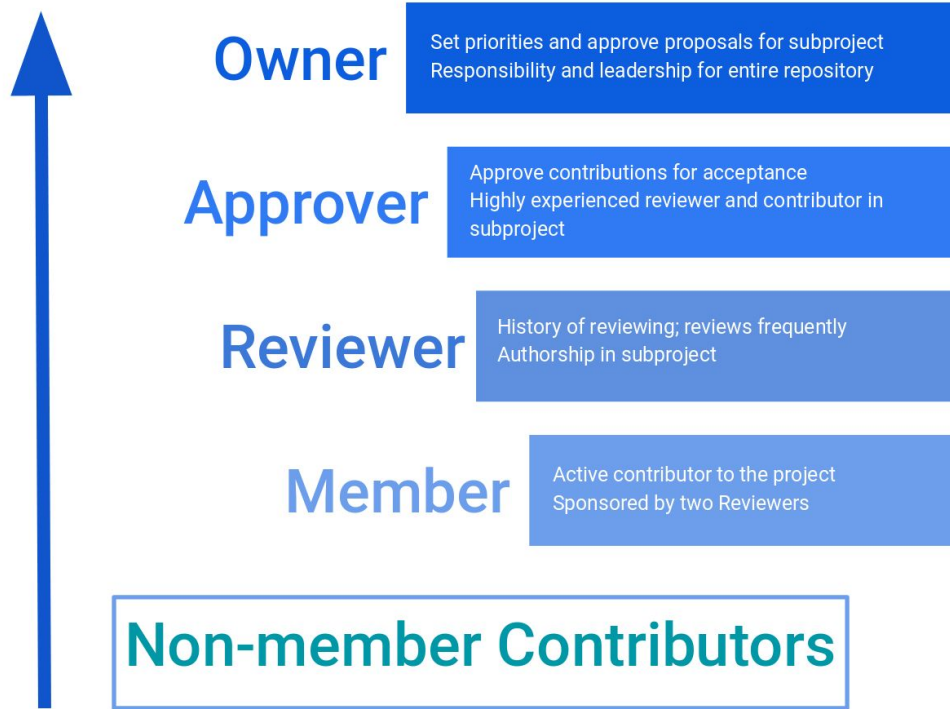 Owner
Set priorities and approve proposals for subproject
Responsibility and leadership for entire repository
Approver
Approve contributions for acceptance
Highly experienced reviewer and contributor in
subproject
Reviewer
History of reviewing; reviews frequently
Authorship in subproject
Member
Active contributor to the project
Sponsored by two Reviewers
Non-member Contributors